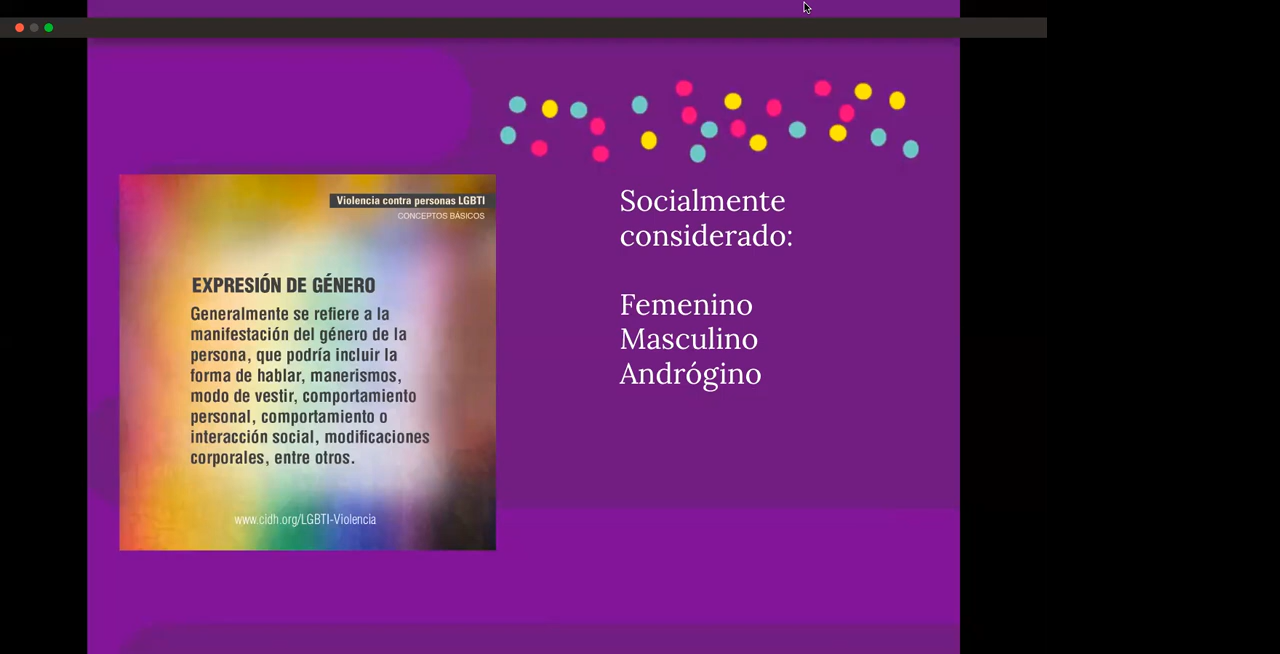 Violencia contra personas LGBTI
CONCEPTOS BÁSICOS
EXPRESIÓN DE GÉNERO
Generalmente se refiere a la
manifestación del género de la
persona, que podría incluir la
forma de hablar, manerismos,
modo de vestir, comportamiento
personal, comportamiento o
interacción social, modificaciones
corporales, entre otros.
www.cidh.org/LGBTI-Violencia
Socialmente
considerado:
Femenino
Masculino
Andrógino